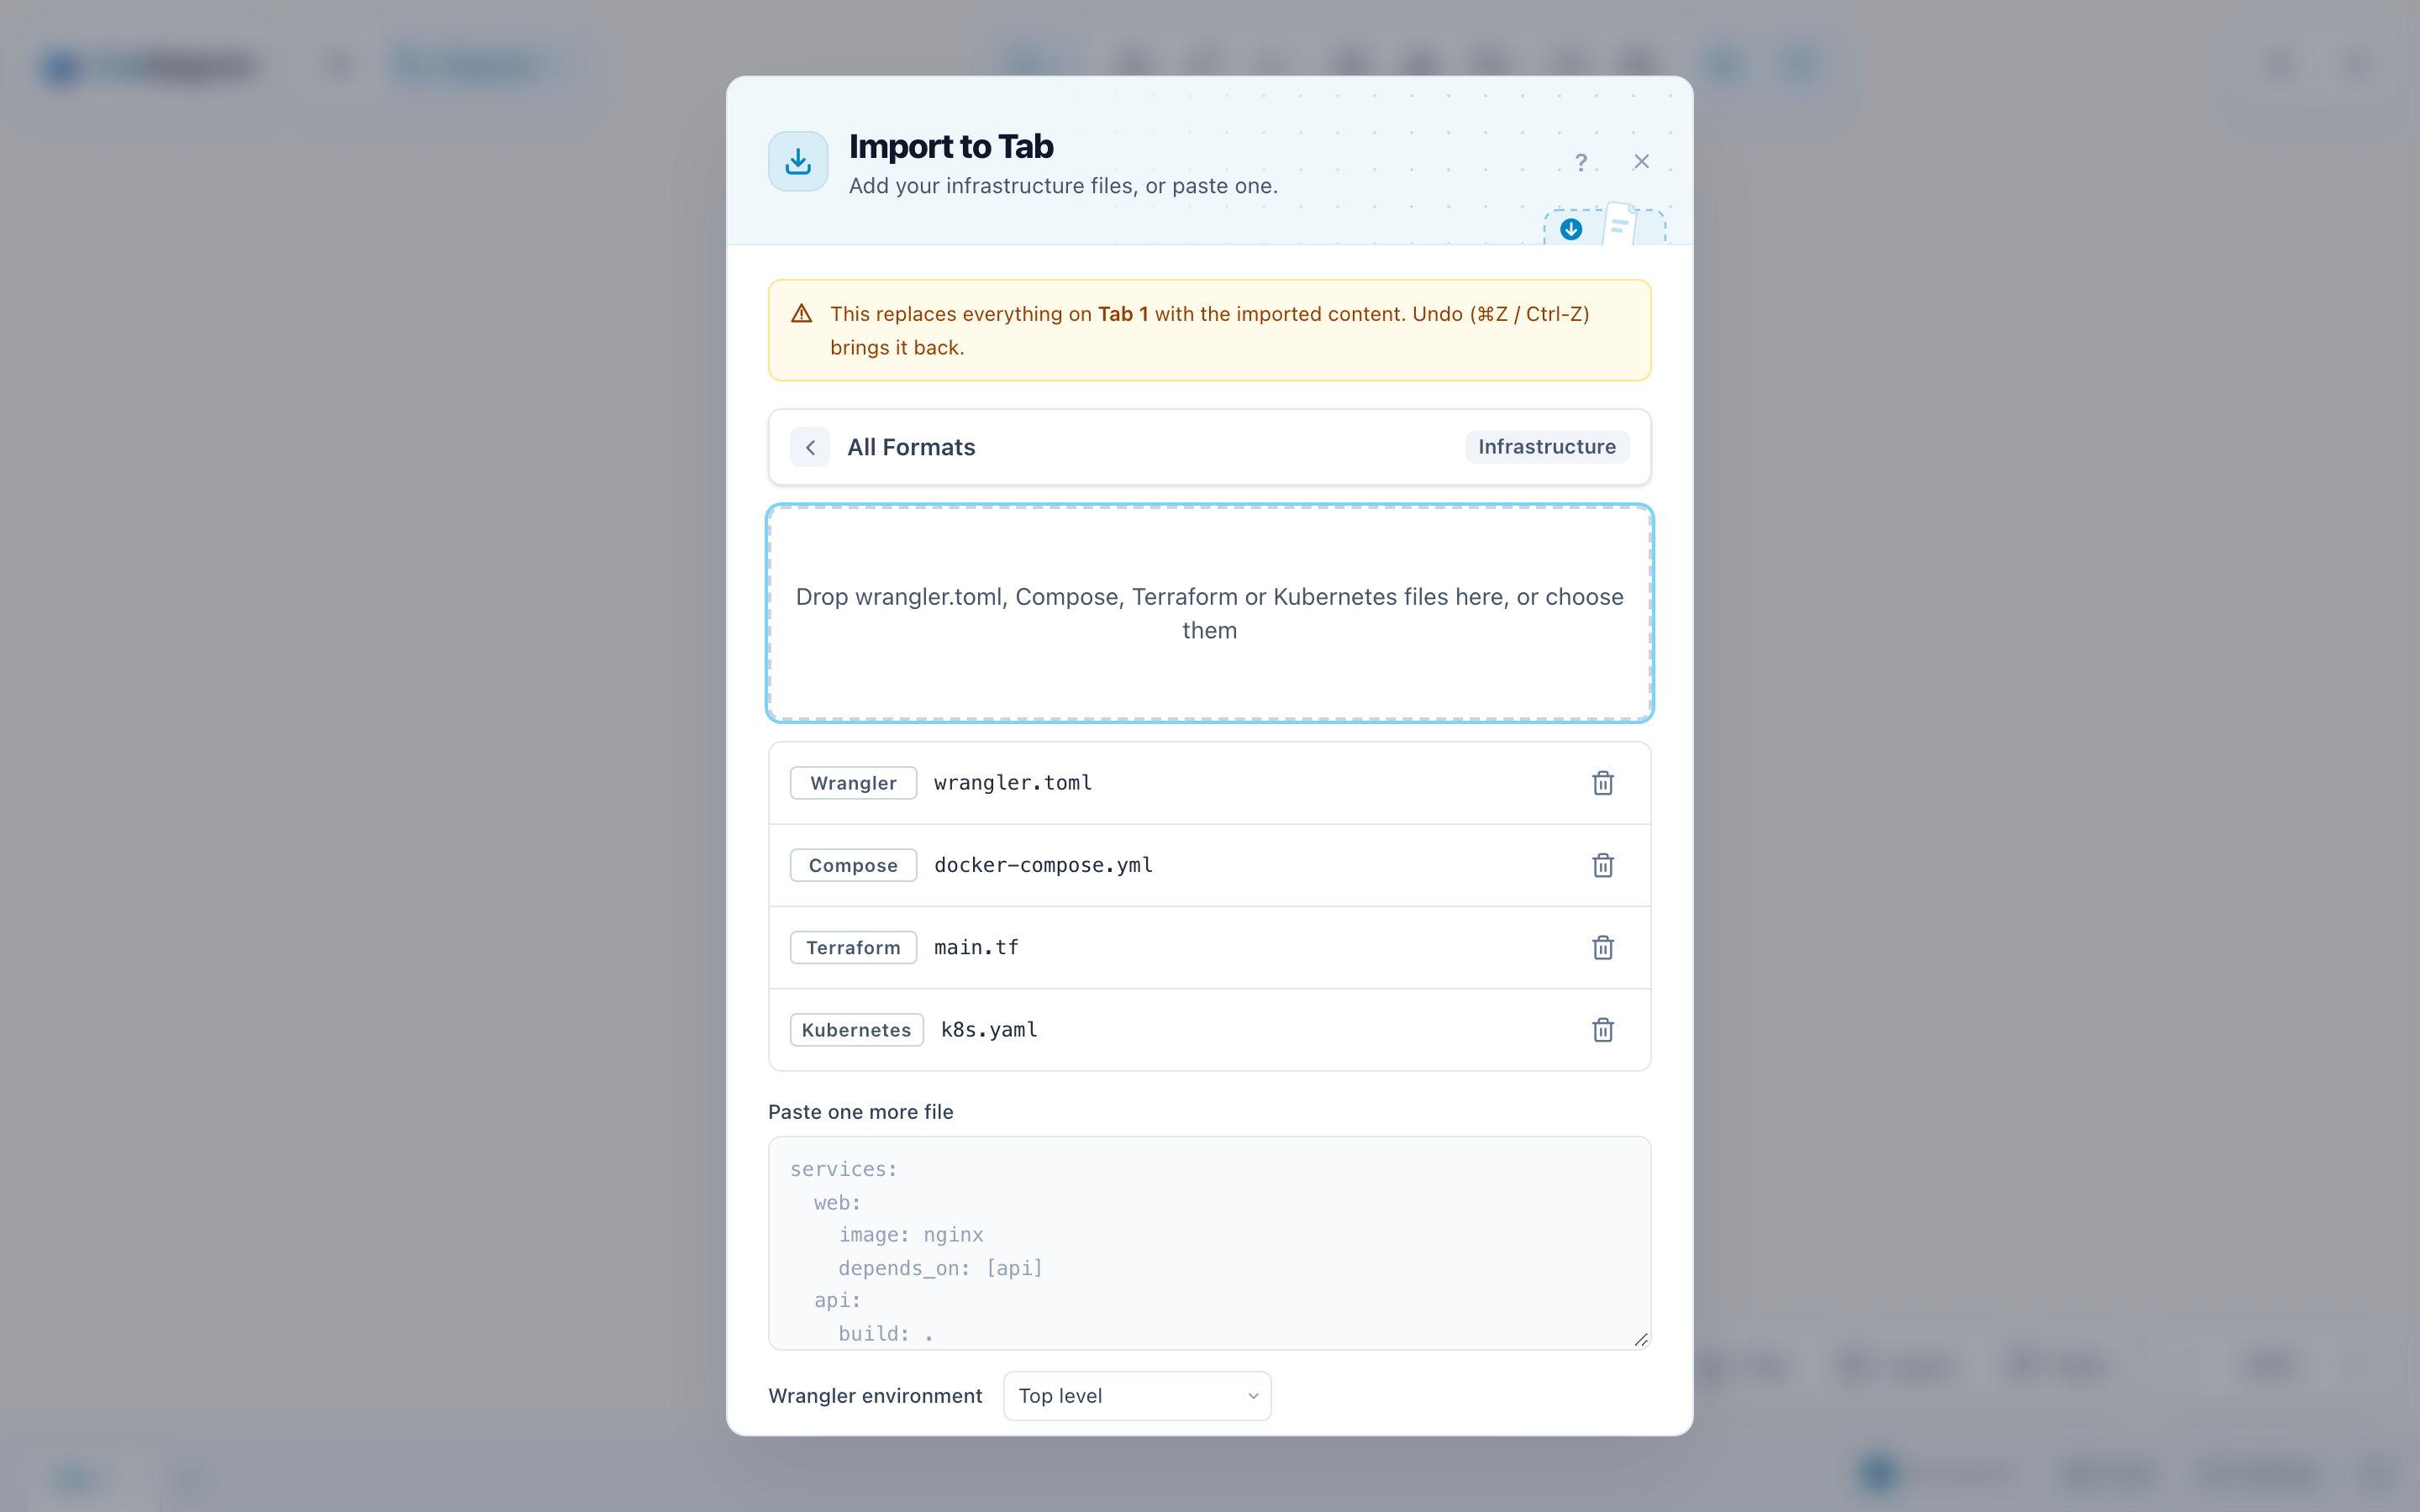 Import to Tab
Add your infrastructure files, or paste one.
?
This replaces everything on Tab 1 with the imported content. Undo (⌘Z / Ctrl-Z)
brings it back.
All Formats
Infrastructure
Drop wrangler.toml, Compose, Terraform or Kubernetes files here, or choose
them
Wrangler wrangler.toml
Compose docker-compose.yml
Terraform main.tf
Kubernetes k8s.yaml
Paste one more file
services:
  web:
    image: nginx
    depends_on: [api]
  api:
    build: .
Wrangler environment Top level